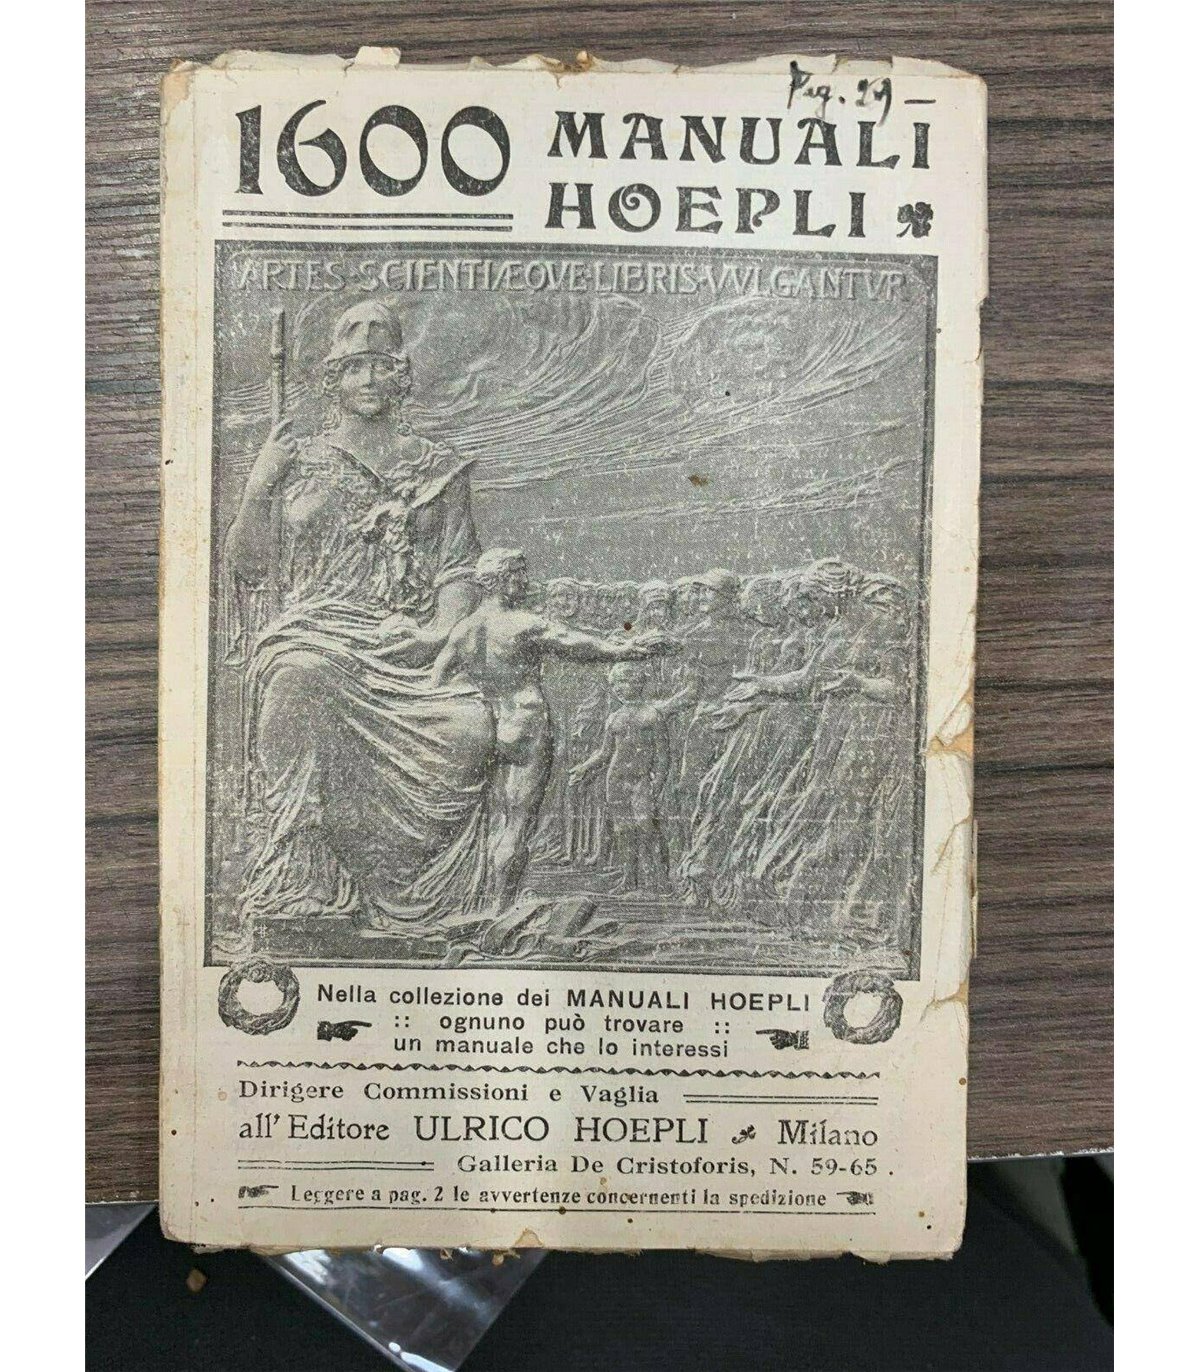 Pag. 29
1600 MANUALI
HOEPLI
ARTES·SCIENTIÆQVE·LIBRIS·VVLGANTVR
Nella collezione dei MANUALI HOEPLI
:: ognuno può trovare ::
un manuale che lo interessi
Dirigere Commissioni e Vaglia
all'Editore ULRICO HOEPLI Milano
Galleria De Cristoforis, N. 59-65.
Leggere a pag. 2 le avvertenze concernenti la spedizione